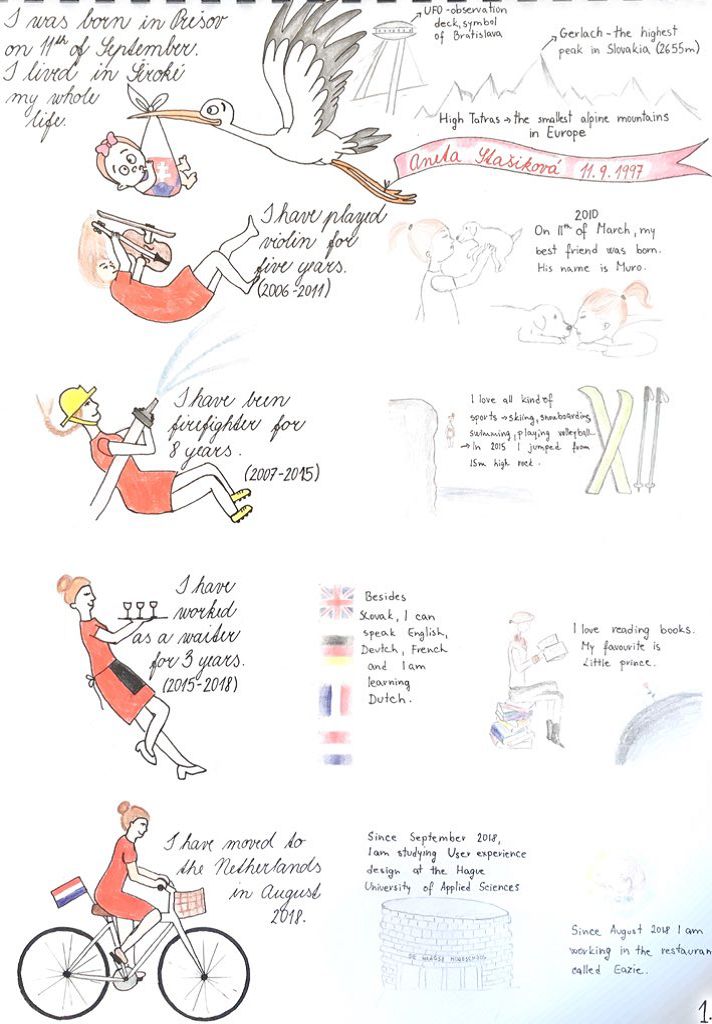 I was born in Prešov
on 11th of September.
I lived in Široké
my whole
life.
UFO-observation
deck, symbol
of Bratislava
Gerlach - the highest
peak in Slovakia (2655m)
High Tatras → the smallest alpine mountains
in Europe
Aneta Stašiková 11.9.1997
I have played
violin for
five years.
(2006-2011)
2010
On 11th of March, my
best friend was born.
His name is Muro.
I have been
firefighter for
8 years.
(2007-2015)
I love all kind of
sports → skiing, snowboarding,
swimming, playing volleyball...
→ In 2015 I jumped from
15m high rock.
I have
worked
as a waiter
for 3 years.
(2015-2018)
Besides
Slovak, I can
speak English,
Deutch, French
and I am
learning
Dutch.
I love reading books.
My favourite is
Little prince.
I have moved to
the Netherlands
in August
2018.
Since September 2018,
I am studying User experience
design at the Hague
University of Applied Sciences
DE HAAGSE HOGESCHOOL
Since August 2018 I am
working in the restauran
called Eazie.
1.